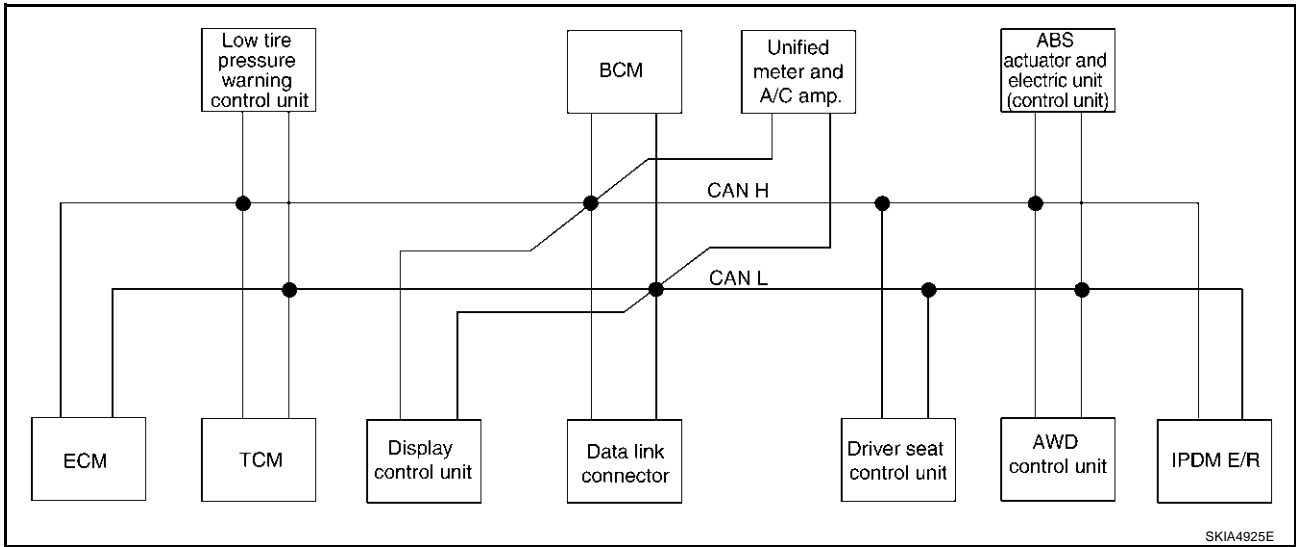 Low tire
pressure
warning
control unit
BCM
Unified
meter and
A/C amp.
ABS
actuator and
electric unit
(control unit)
CAN H
CAN L
ECM
TCM
Display
control unit
Data link
connector
Driver seat
control unit
AWD
control unit
IPDM E/R
SKIA4925E